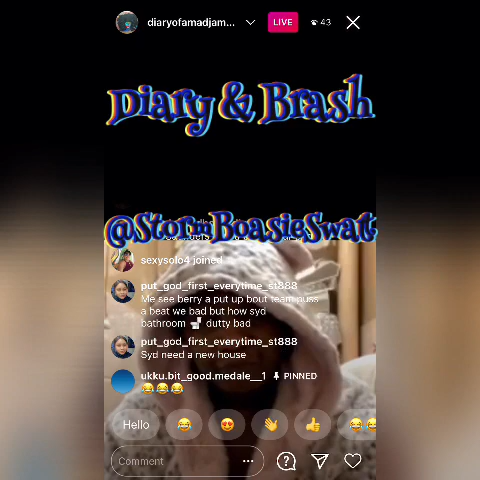 diaryofamadjam...
LIVE
43
Diary & Brash
@StormBoasieSwat
sexysolo4 joined
put_god_first_everytime_st888
Me see berry a put up bout team puss
a beat we bad but how syd
bathroom 🚽 dutty bad
put_god_first_everytime_st888
Syd need a new house
ukku.bit_good.medale__1 PINNED
😂😂😂
Hello 😂 😍 👋 👍 😂😂
Comment